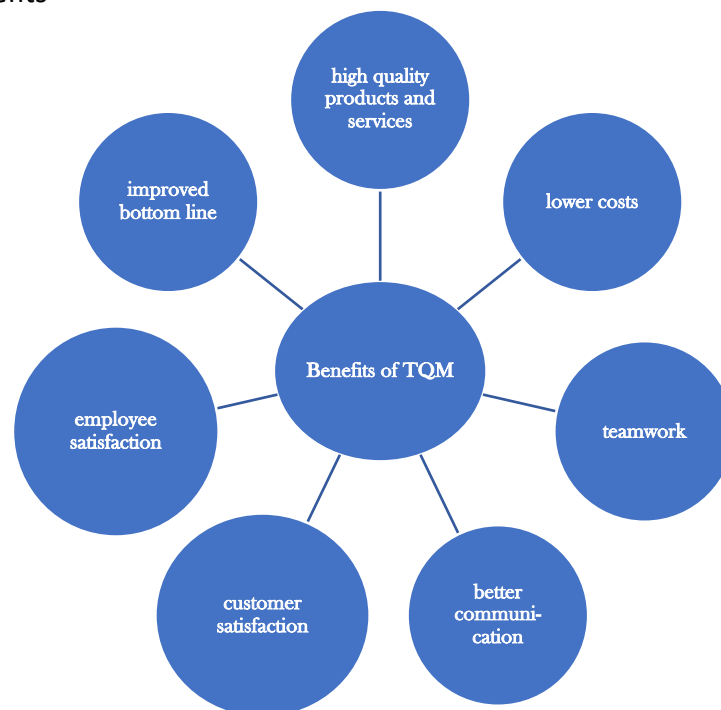 high quality
products and
services
improved
bottom line
lower costs
Benefits of TQM
employee
satisfaction
teamwork
customer
satisfaction
better
communi-
cation